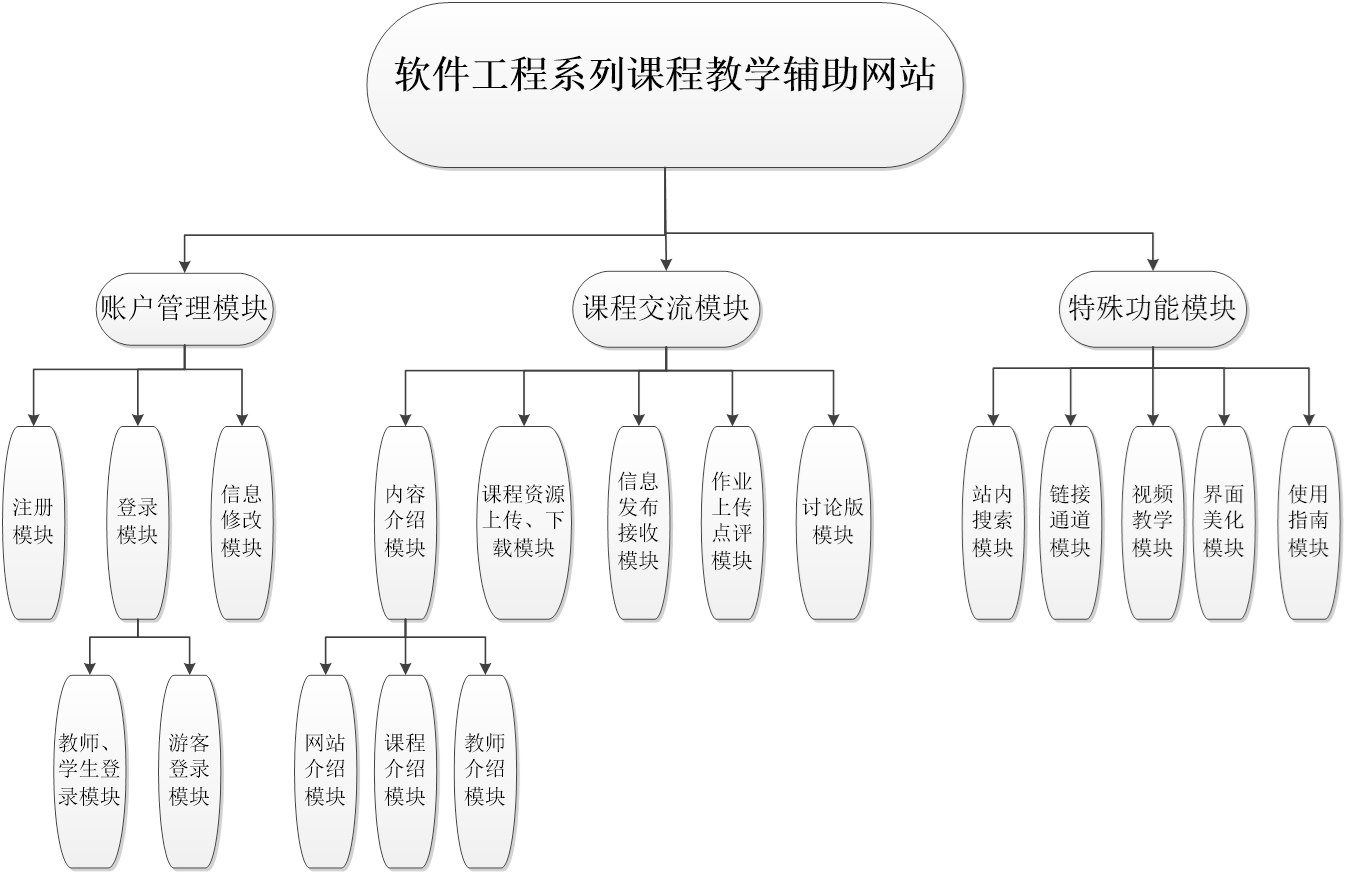 软件工程系列课程教学辅助网站
账户管理模块
课程交流模块
特殊功能模块
注册
模块
登录
模块
信息
修改
模块
内容
介绍
模块
课程资源
上传、下
载模块
信息
发布
接收
模块
作业
上传
点评
模块
讨论版
模块
站内
搜索
模块
链接
通道
模块
视频
教学
模块
界面
美化
模块
使用
指南
模块
教师、
学生登
录模块
游客
登录
模块
网站
介绍
模块
课程
介绍
模块
教师
介绍
模块